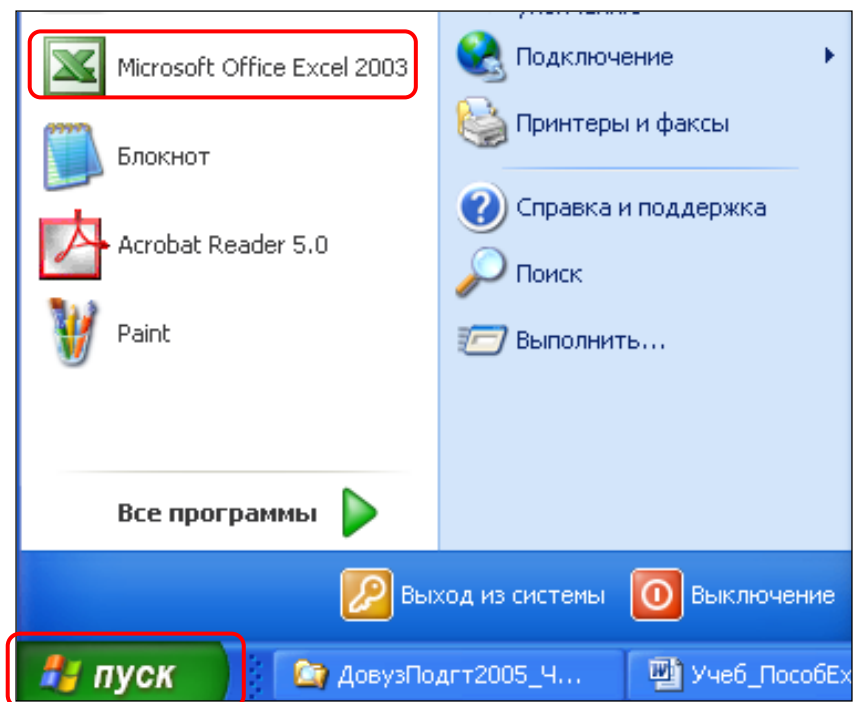 Microsoft Office Excel 2003
Блокнот
Acrobat Reader 5.0
Paint
Все программы
Подключение
Принтеры и факсы
Справка и поддержка
Поиск
Выполнить...
Выход из системы
Выключение
пуск
ДовузПодгт2005_Ч...
Учеб_ПособEx